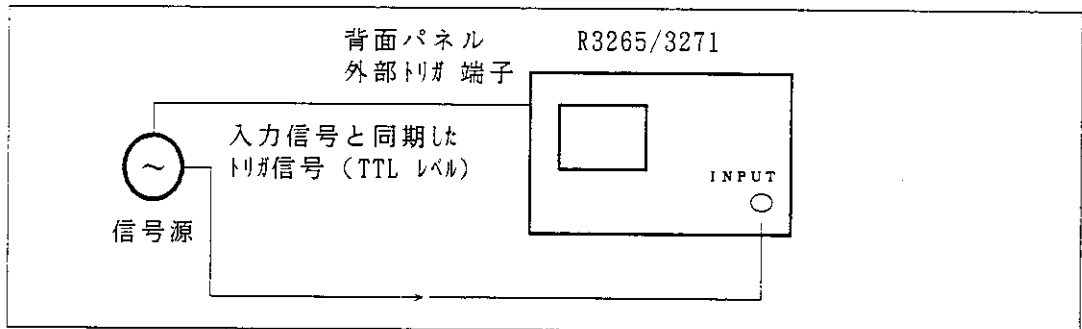 背面パネル R3265/3271
外部ﾄﾘｶﾞ 端子
入力信号と同期した
ﾄﾘｶﾞ信号（TTL ﾚﾍﾞﾙ）
～
INPUT
信号源